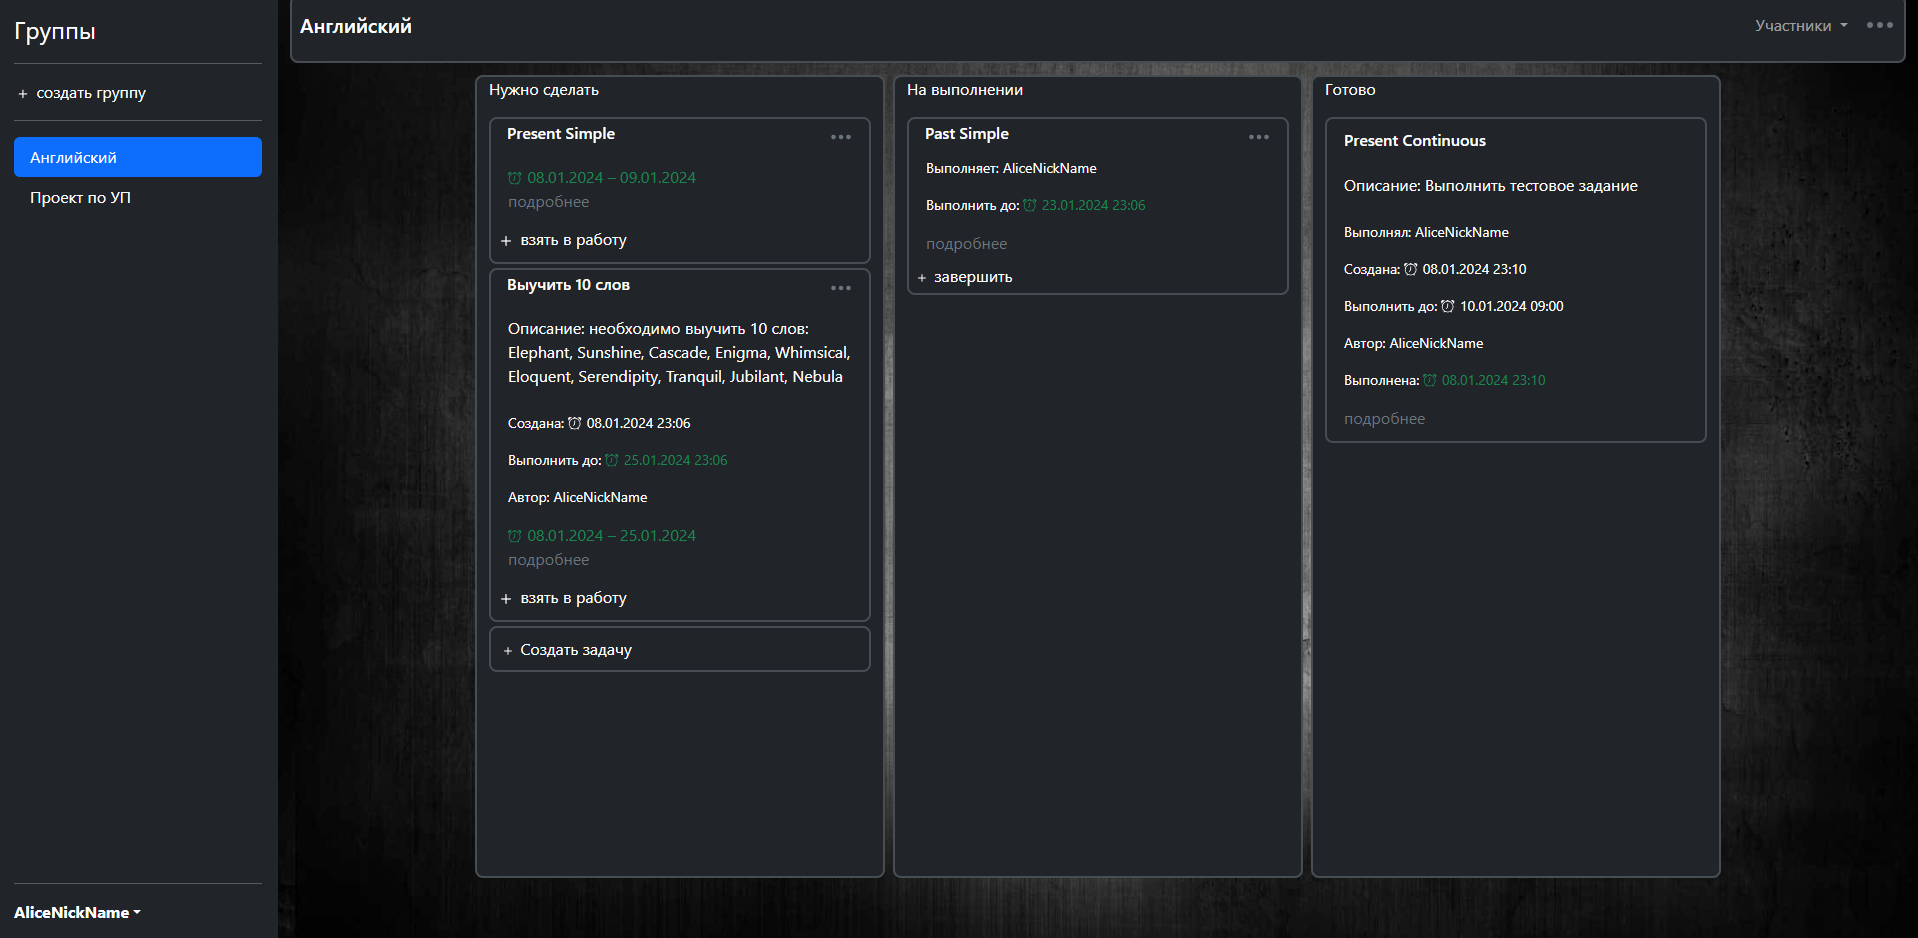 Группы
+ создать группу
Английский
Проект по УП
AliceNickName
Английский
Участники
Нужно сделать
Present Simple
08.01.2024 – 09.01.2024
подробнее
+ взять в работу
Выучить 10 слов
Описание: необходимо выучить 10 слов:
Elephant, Sunshine, Cascade, Enigma, Whimsical,
Eloquent, Serendipity, Tranquil, Jubilant, Nebula
Создана: 08.01.2024 23:06
Выполнить до: 25.01.2024 23:06
Автор: AliceNickName
08.01.2024 – 25.01.2024
подробнее
+ взять в работу
+ Создать задачу
На выполнении
Past Simple
Выполняет: AliceNickName
Выполнить до: 23.01.2024 23:06
подробнее
+ завершить
Готово
Present Continuous
Описание: Выполнить тестовое задание
Выполнял: AliceNickName
Создана: 08.01.2024 23:10
Выполнить до: 10.01.2024 09:00
Автор: AliceNickName
Выполнена: 08.01.2024 23:10
подробнее